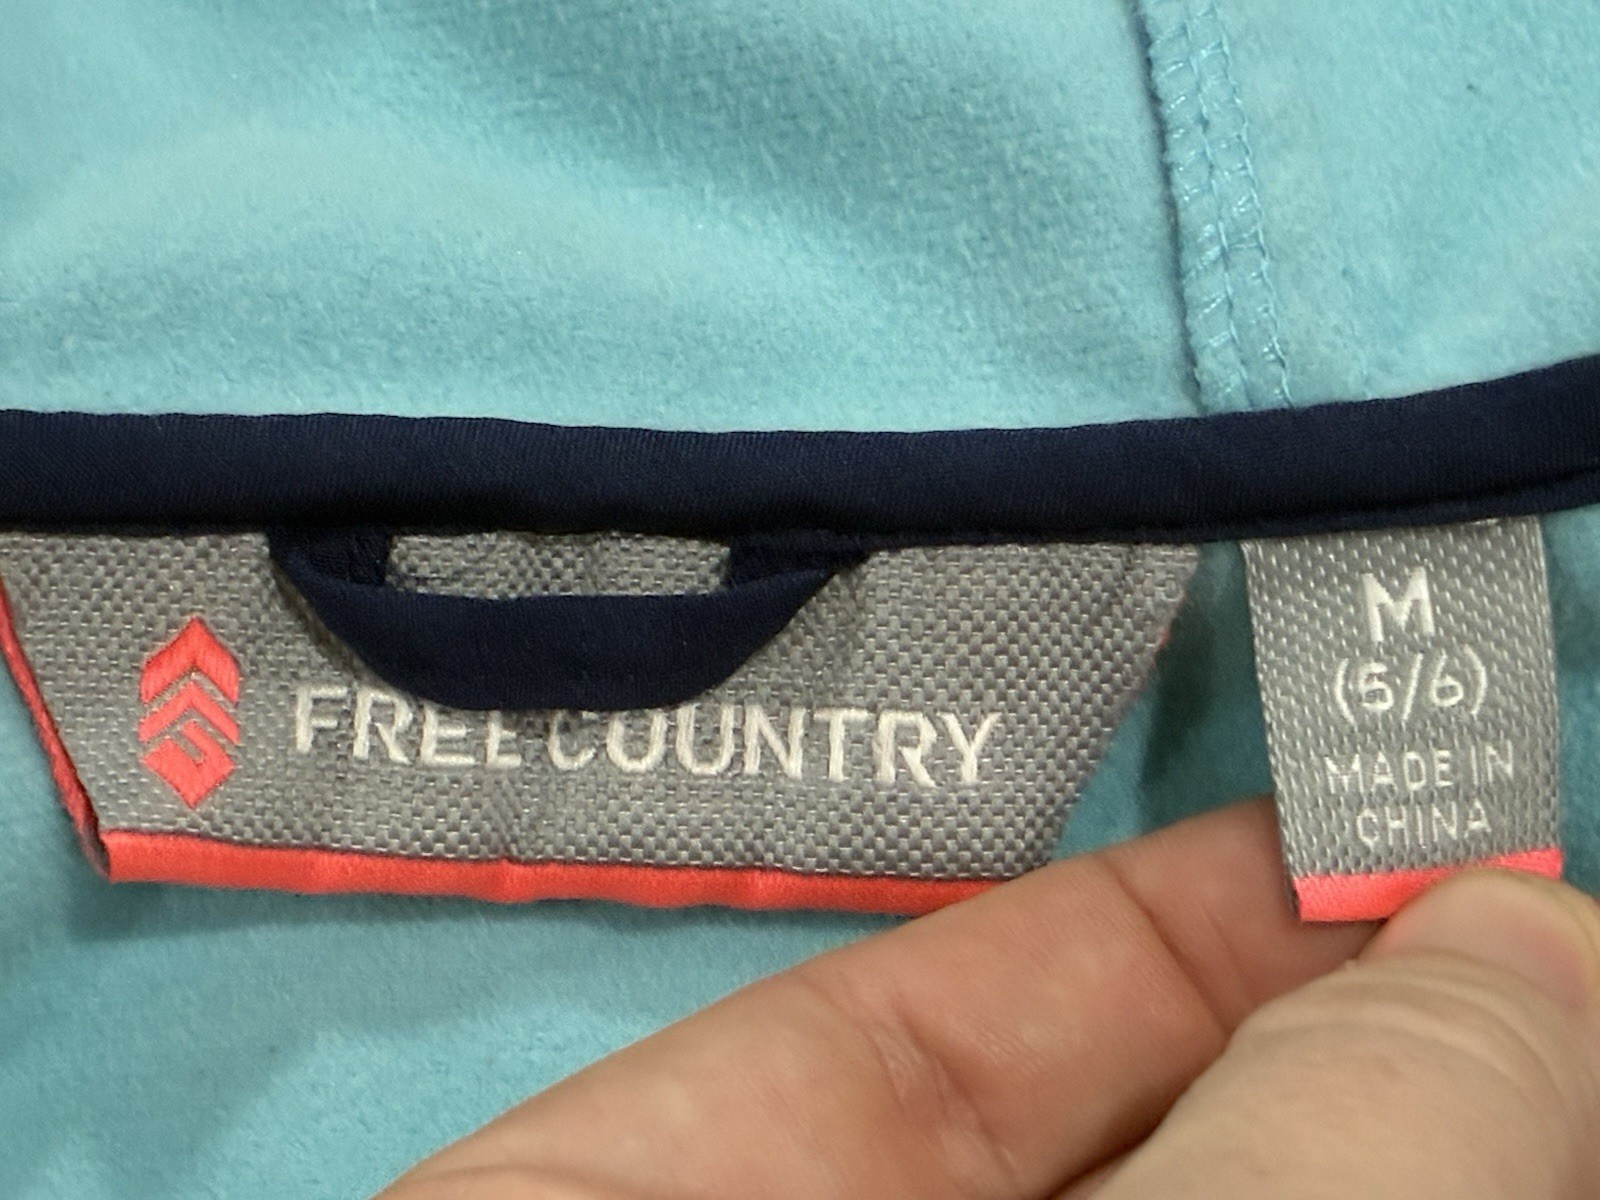 FREE COUNTRY
M
(5/6)
MADE IN
CHINA